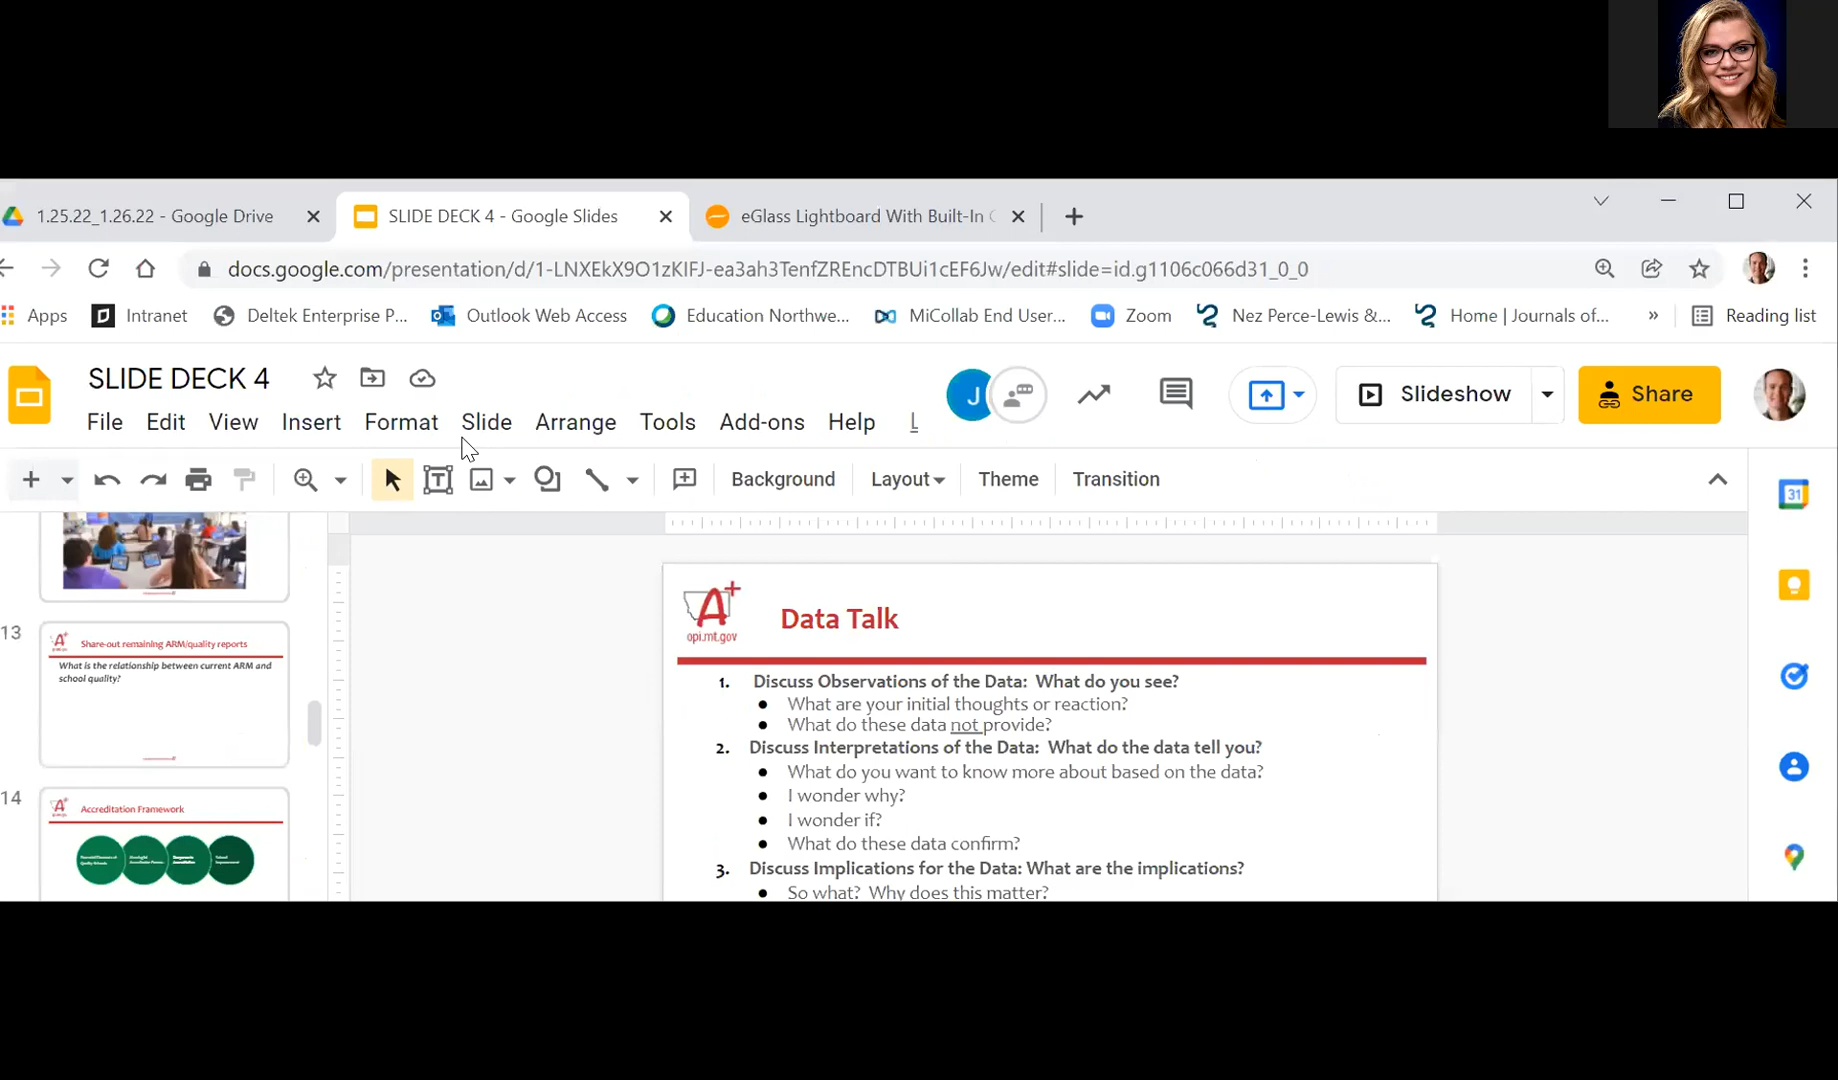 1.25.22_1.26.22 - Google Drive
SLIDE DECK 4 - Google Slides
eGlass Lightboard With Built-In
docs.google.com/presentation/d/1-LNXEkX9O1zKIFJ-ea3ah3TenfZREncDTBUi1cEF6Jw/edit#slide=id.g1106c066d31_0_0
Apps Intranet Deltek Enterprise P... Outlook Web Access Education Northwe... MiCollab End User... Zoom Nez Perce-Lewis &... Home | Journals of... » Reading list
SLIDE DECK 4
J
Slideshow
Share
File Edit View Insert Format Slide Arrange Tools Add-ons Help L
Background Layout Theme Transition
31
13
A+
Share-out remaining ARM/quality reports
What is the relationship between current ARM and
school quality?
14
A+
Accreditation Framework
A+
opi.mt.gov
Data Talk
1. Discuss Observations of the Data: What do you see?
● What are your initial thoughts or reaction?
● What do these data not provide?
2. Discuss Interpretations of the Data: What do the data tell you?
● What do you want to know more about based on the data?
● I wonder why?
● I wonder if?
● What do these data confirm?
3. Discuss Implications for the Data: What are the implications?
● So what? Why does this matter?